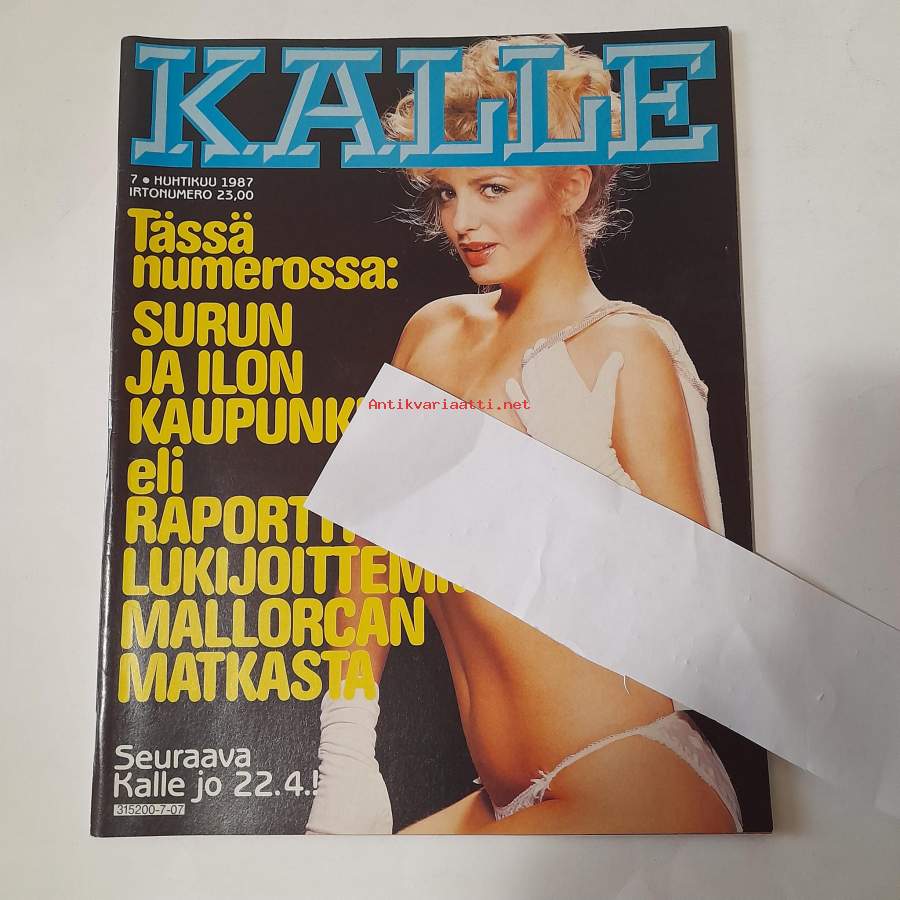 KALLE
7 • HUHTIKUU 1987
IRTONUMERO 23,00
Tässä
numerossa:
SURUN
JA ILON
KAUPUNK
eli
RAPORTTI
LUKIJOITTEMM
MALLORCAN
MATKASTA
Antikvariaatti.net
Seuraava
Kalle jo 22.4.!
315200-7-07